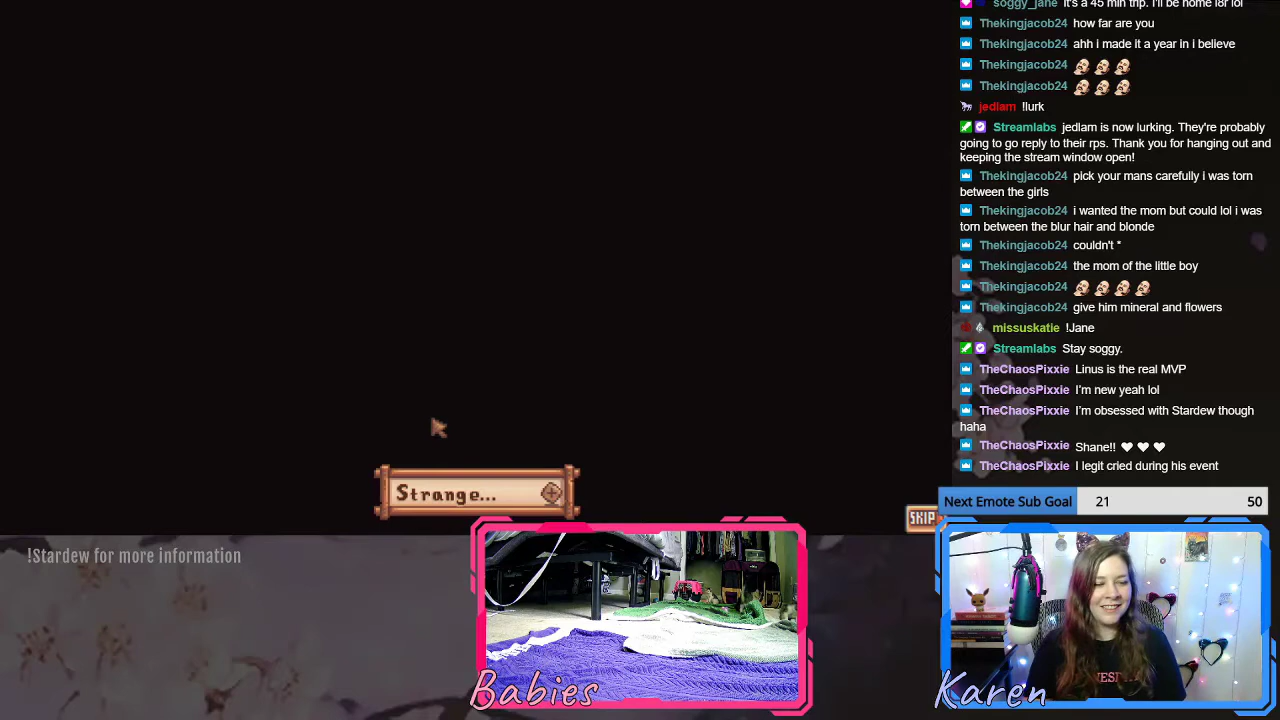 soggy_jane it's a 45 min trip. I'll be home l8r lol
Thekingjacob24 how far are you
Thekingjacob24 ahh i made it a year in i believe
Thekingjacob24
Thekingjacob24
jedlam !lurk
Streamlabs jedlam is now lurking. They're probably
going to go reply to their rps. Thank you for hanging out and
keeping the stream window open!
Thekingjacob24 pick your mans carefully i was torn
between the girls
Thekingjacob24 i wanted the mom but could lol i was
torn between the blur hair and blonde
Thekingjacob24 couldn't *
Thekingjacob24 the mom of the little boy
Thekingjacob24
Thekingjacob24 give him mineral and flowers
missuskatie !Jane
Streamlabs Stay soggy.
TheChaosPixxie Linus is the real MVP
TheChaosPixxie I'm new yeah lol
TheChaosPixxie I'm obsessed with Stardew though
haha
TheChaosPixxie Shane!! ♥ ♥ ♥
TheChaosPixxie I legit cried during his event
Strange...
SKIP
Next Emote Sub Goal 21 50
!Stardew for more information
Babies
Karen